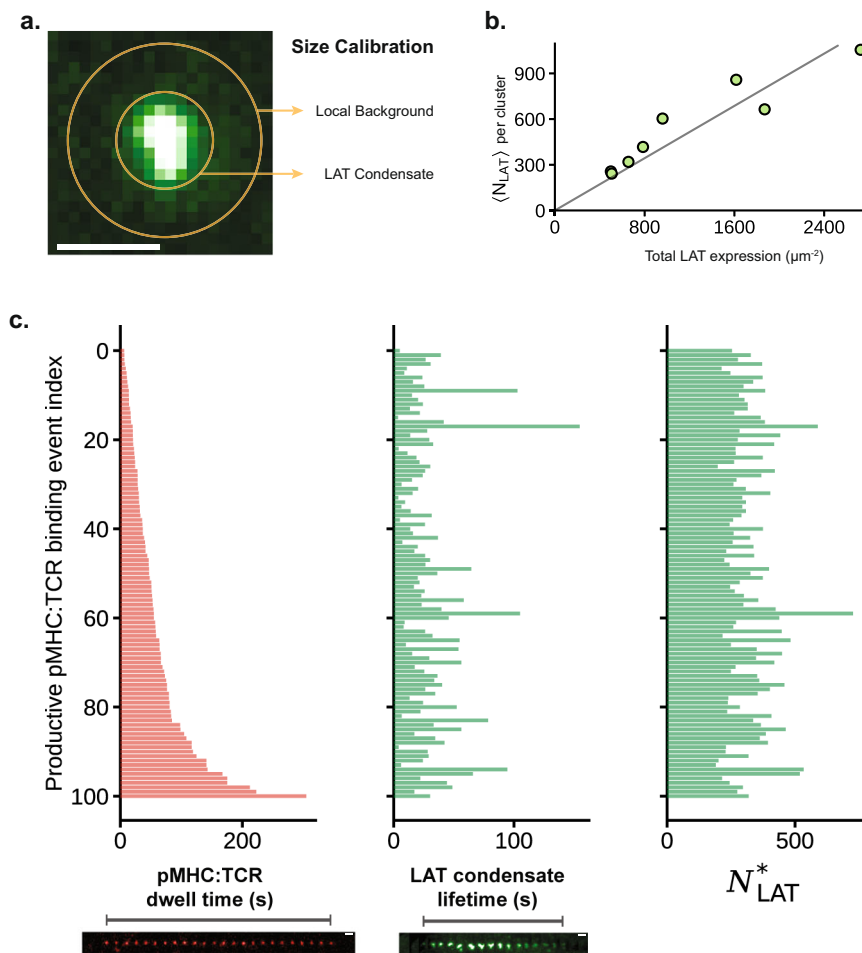 a.
Size Calibration
Local Background
LAT Condensate
b.
⟨N_LAT⟩ per cluster
900
600
300
0
0 800 1600 2400
Total LAT expression (µm⁻²)
c.
Productive pMHC:TCR binding event index
0
20
40
60
80
100
0 200
pMHC:TCR
dwell time (s)
0 100
LAT condensate
lifetime (s)
0 500
N*_LAT